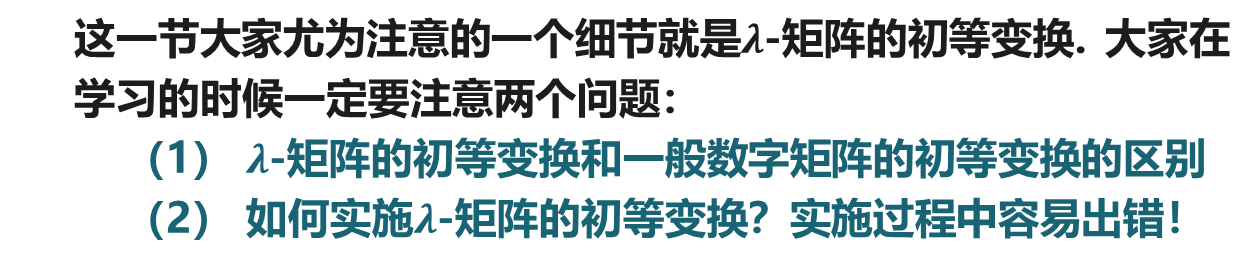 这一节大家尤为注意的一个细节就是λ-矩阵的初等变换. 大家在
学习的时候一定要注意两个问题：
（1） λ-矩阵的初等变换和一般数字矩阵的初等变换的区别
（2） 如何实施λ-矩阵的初等变换？实施过程中容易出错！